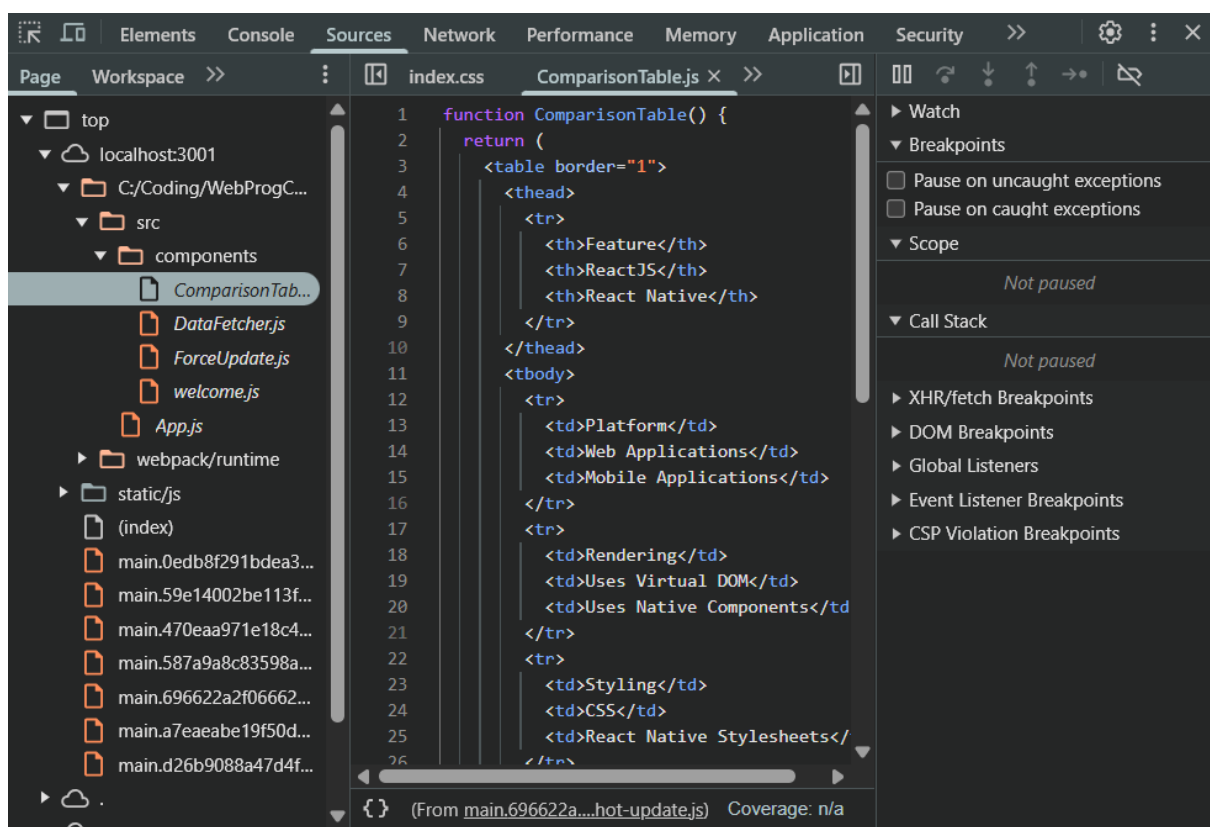 Elements Console Sources Network Performance Memory Application Security
Page Workspace
index.css ComparisonTable.js ×
top
localhost:3001
C:/Coding/WebProgC...
src
components
ComparisonTab...
DataFetcher.js
ForceUpdate.js
welcome.js
App.js
webpack/runtime
static/js
(index)
main.0edb8f291bdea3...
main.59e14002be113f...
main.470eaa971e18c4...
main.587a9a8c83598a...
main.696622a2f06662...
main.a7eaeabe19f50d...
main.d26b9088a47d4f...
.
1 function ComparisonTable() {
2 return (
3 <table border="1">
4 <thead>
5 <tr>
6 <th>Feature</th>
7 <th>ReactJS</th>
8 <th>React Native</th>
9 </tr>
10 </thead>
11 <tbody>
12 <tr>
13 <td>Platform</td>
14 <td>Web Applications</td>
15 <td>Mobile Applications</td>
16 </tr>
17 <tr>
18 <td>Rendering</td>
19 <td>Uses Virtual DOM</td>
20 <td>Uses Native Components</td
21 </tr>
22 <tr>
23 <td>Styling</td>
24 <td>CSS</td>
25 <td>React Native Stylesheets</
26 </tr>
{ } (From main.696622a....hot-update.js) Coverage: n/a
Watch
Breakpoints
Pause on uncaught exceptions
Pause on caught exceptions
Scope
Not paused
Call Stack
Not paused
XHR/fetch Breakpoints
DOM Breakpoints
Global Listeners
Event Listener Breakpoints
CSP Violation Breakpoints